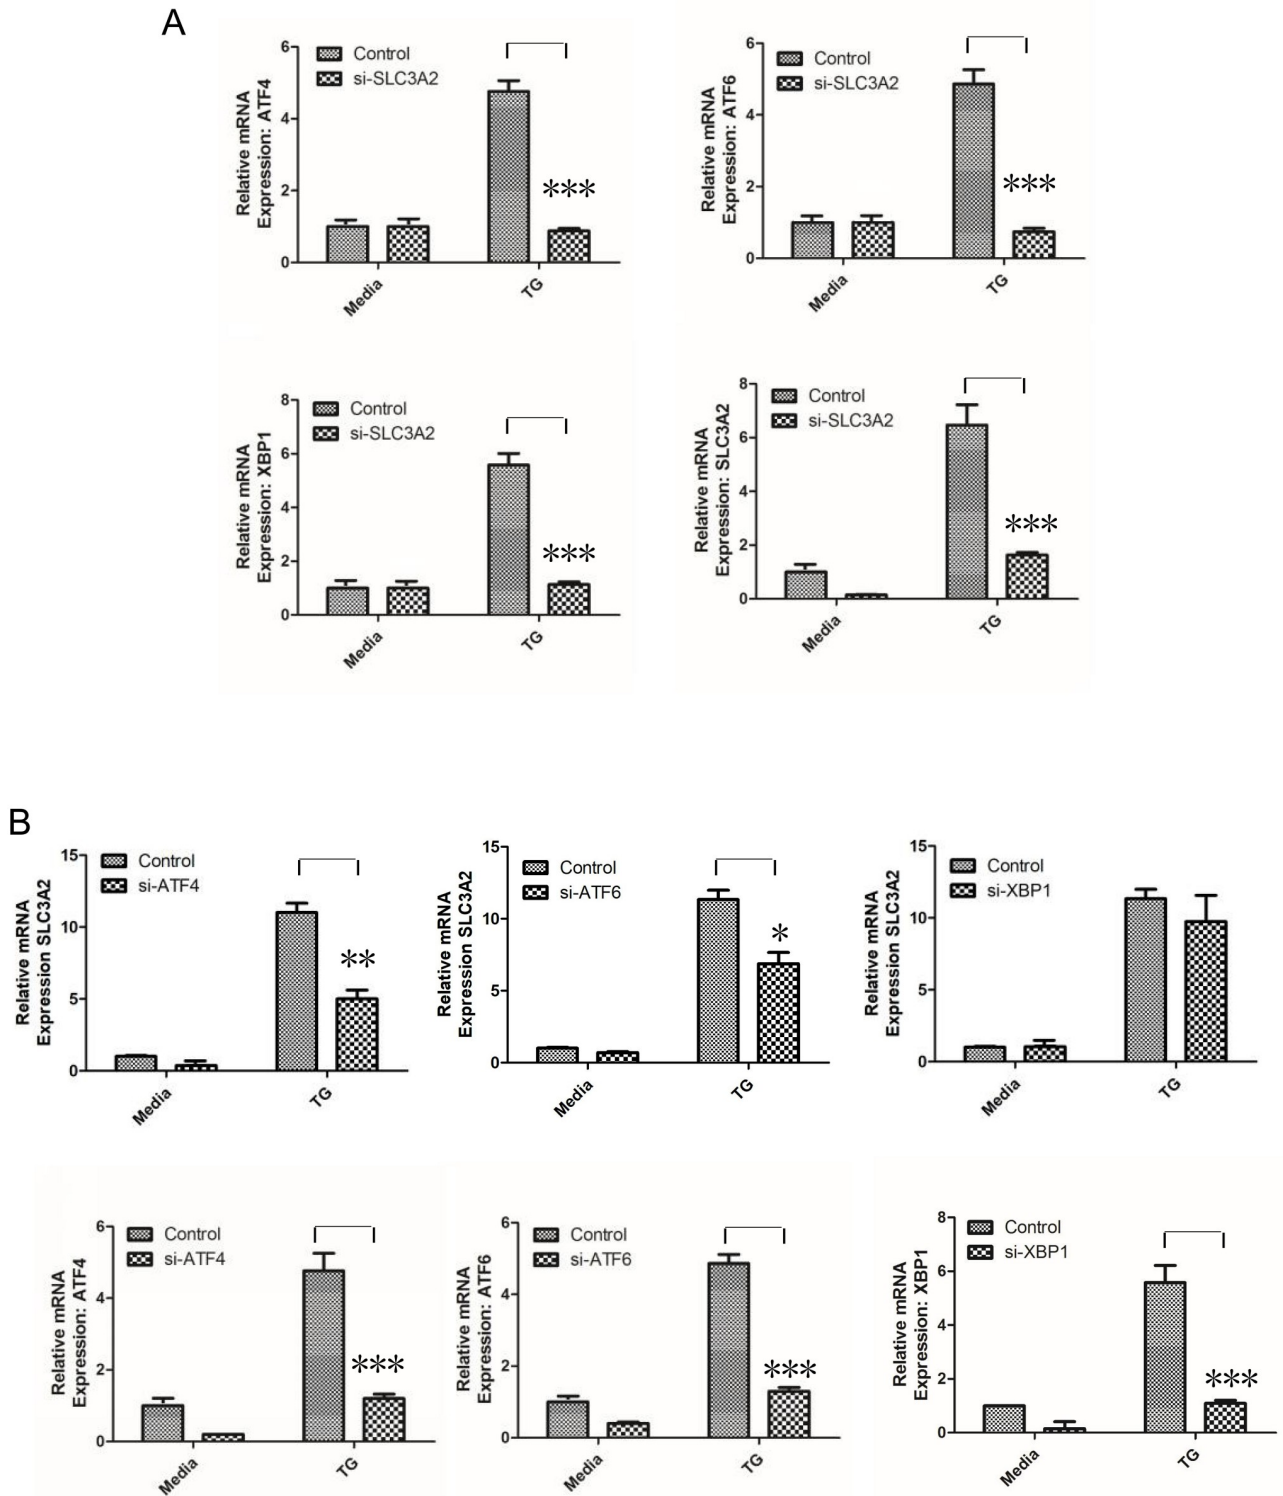 A
Relative mRNA
Expression: ATF4
6
4
2
0
Control
si-SLC3A2
***
Media
TG
Relative mRNA
Expression: ATF6
6
4
2
0
Control
si-SLC3A2
***
Media
TG
Relative mRNA
Expression: XBP1
8
6
4
2
0
Control
si-SLC3A2
***
Media
TG
Relative mRNA
Expression: SLC3A2
8
6
4
2
0
Control
si-SLC3A2
***
Media
TG
B
Relative mRNA
Expression SLC3A2
15
10
5
0
Control
si-ATF4
**
Media
TG
Relative mRNA
Expression SLC3A2
15
10
5
0
Control
si-ATF6
*
Media
TG
Relative mRNA
Expression SLC3A2
15
10
5
0
Control
si-XBP1
Media
TG
Relative mRNA
Expression: ATF4
6
4
2
0
Control
si-ATF4
***
Media
TG
Relative mRNA
Expression: ATF6
6
4
2
0
Control
si-ATF6
***
Media
TG
Relative mRNA
Expression: XBP1
8
6
4
2
0
Control
si-XBP1
***
Media
TG